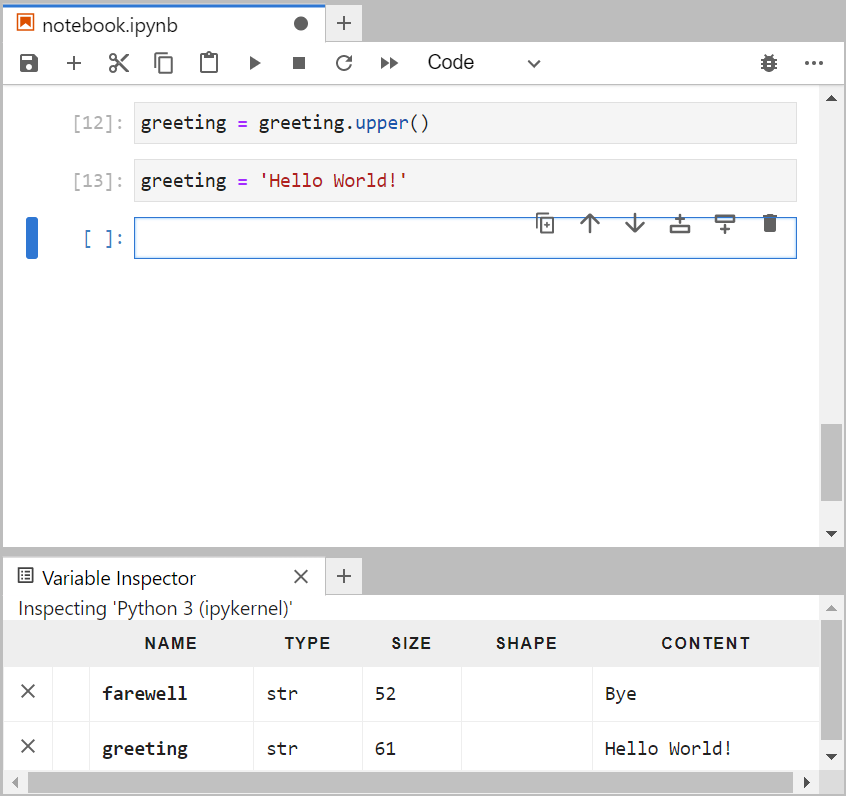 notebook.ipynb
Code
[12]: greeting = greeting.upper()
[13]: greeting = 'Hello World!'
[ ]:
Variable Inspector
Inspecting 'Python 3 (ipykernel)'
NAME TYPE SIZE SHAPE CONTENT
farewell str 52 Bye
greeting str 61 Hello World!